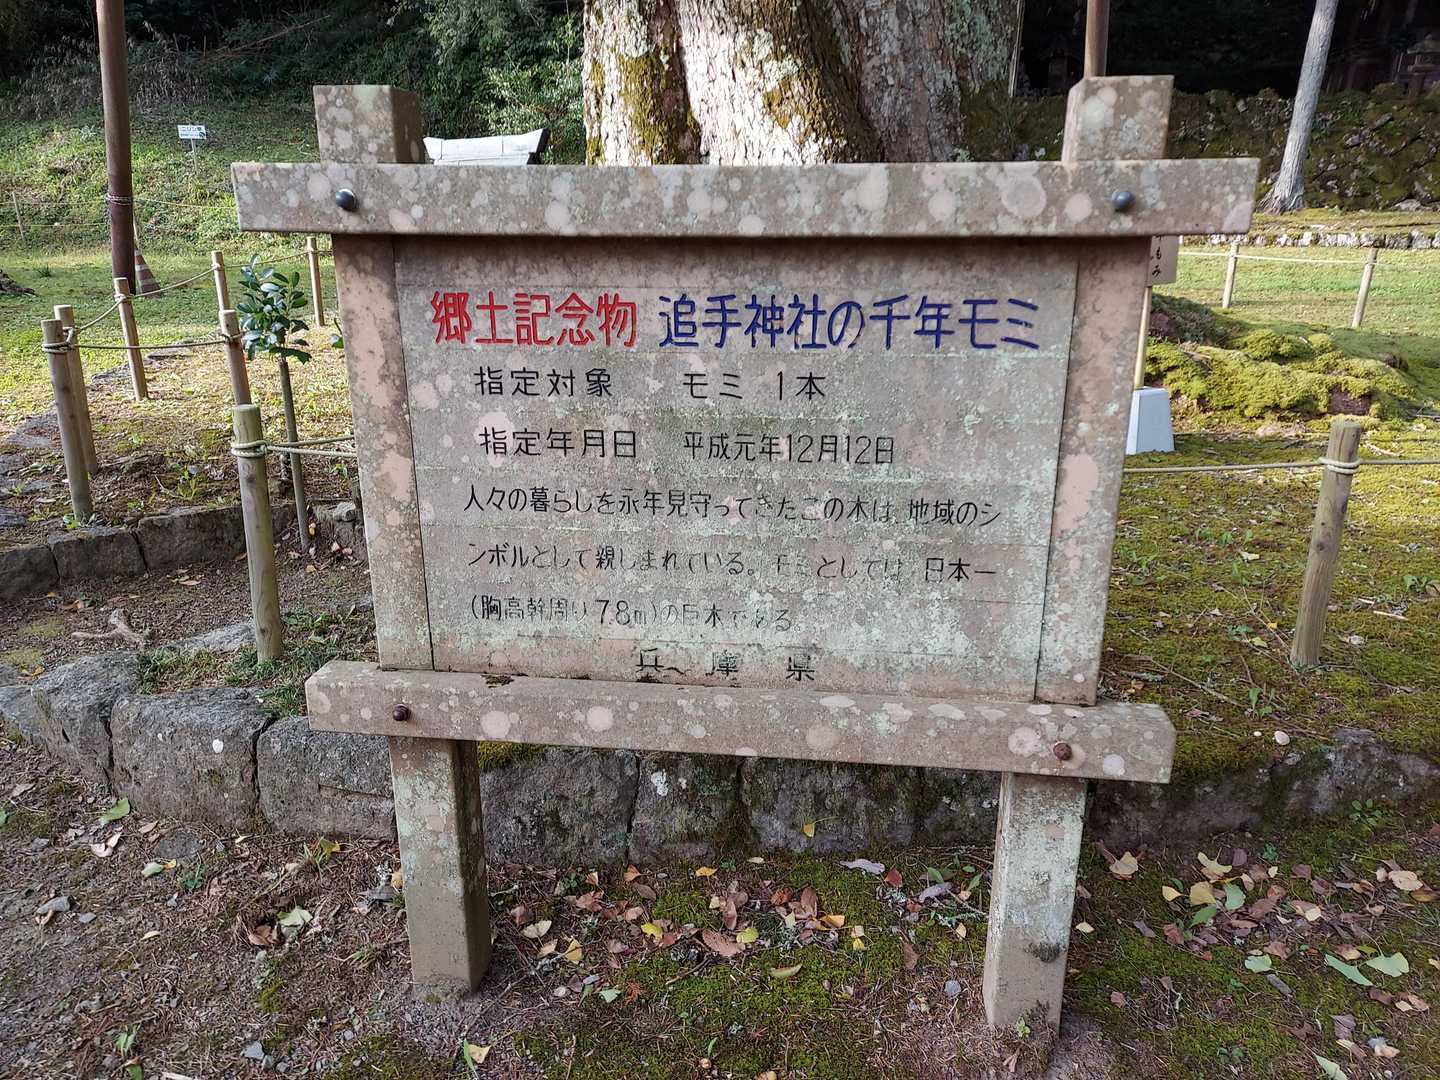 郷土記念物 追手神社の千年モミ
指定対象 モミ 1本
指定年月日 平成元年12月12日
人々の暮らしを永年見守ってきたこの木は、地域のシ
ンボルとして親しまれている。モミとしては、日本一
(胸高幹周り7.8m)の巨木である。
兵庫県